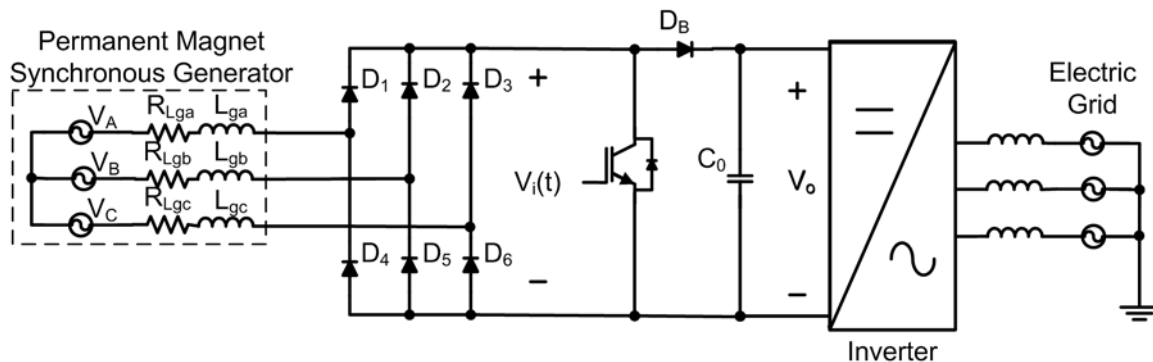 Permanent Magnet
Synchronous Generator
V_A R_Lga L_ga
V_B R_Lgb L_gb
V_C R_Lgc L_gc
D_1 D_2 D_3
D_4 D_5 D_6
+
V_i(t)
−
D_B
C_0
+
V_o
−
Inverter
Electric
Grid